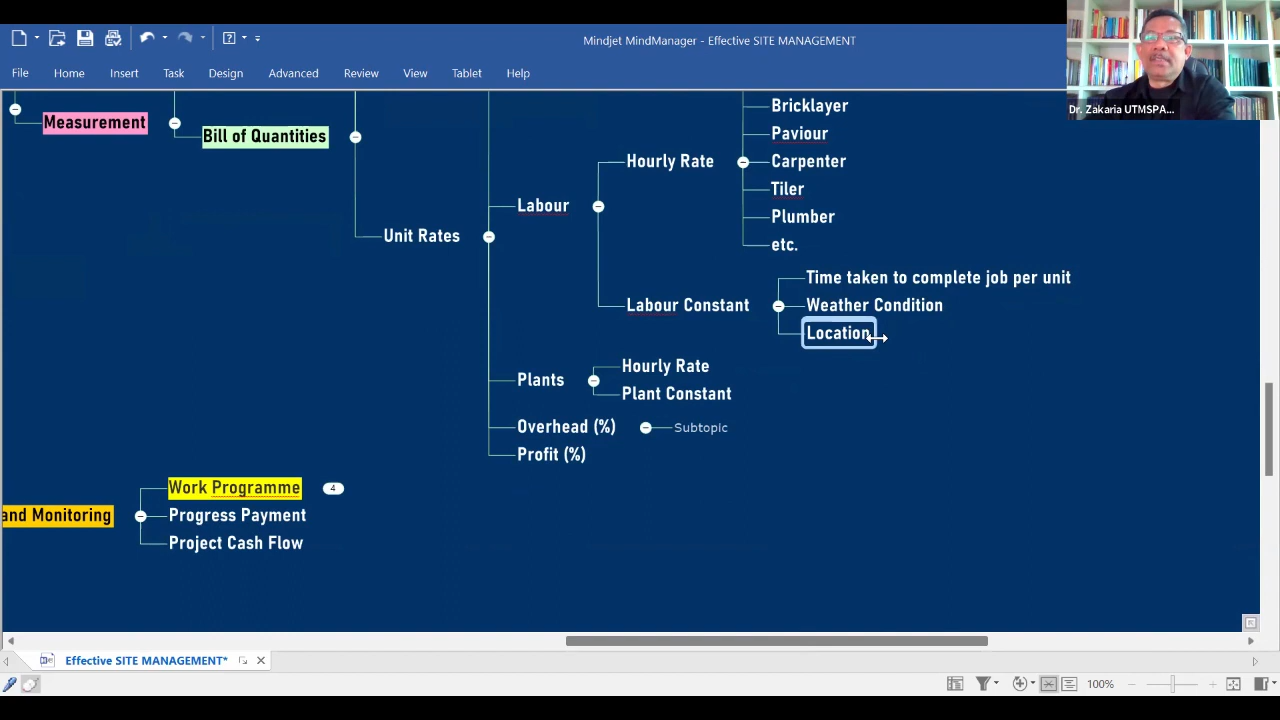 Mindjet MindManager - Effective SITE MANAGEMENT
File Home Insert Task Design Advanced Review View Tablet Help
Dr. Zakaria UTMSPA...
Measurement
Bill of Quantities
Unit Rates
Labour
Hourly Rate
Bricklayer
Paviour
Carpenter
Tiler
Plumber
etc.
Labour Constant
Time taken to complete job per unit
Weather Condition
Location
Plants
Hourly Rate
Plant Constant
Overhead (%)
Subtopic
Profit (%)
and Monitoring
Work Programme
4
Progress Payment
Project Cash Flow
Effective SITE MANAGEMENT*
100%